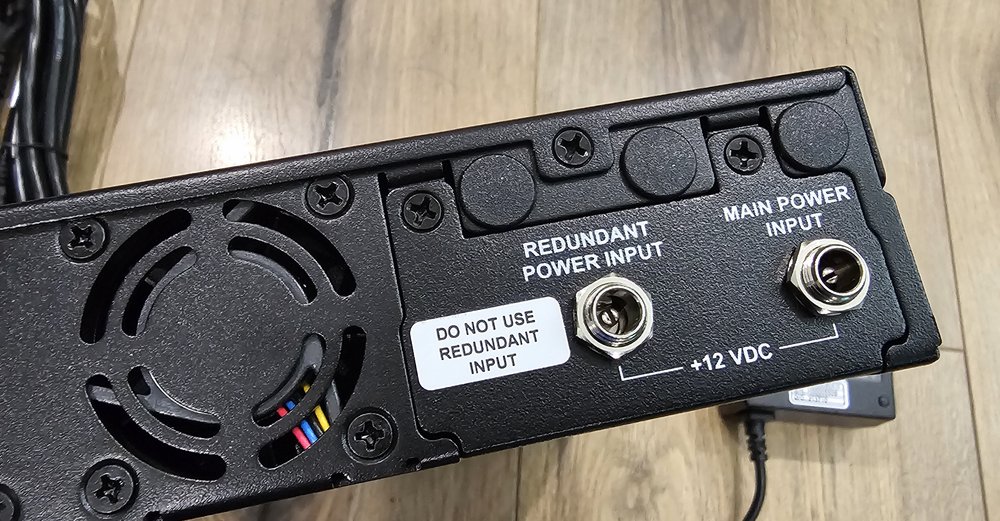 REDUNDANT
POWER INPUT
MAIN POWER
INPUT
DO NOT USE
REDUNDANT
INPUT
+12 VDC